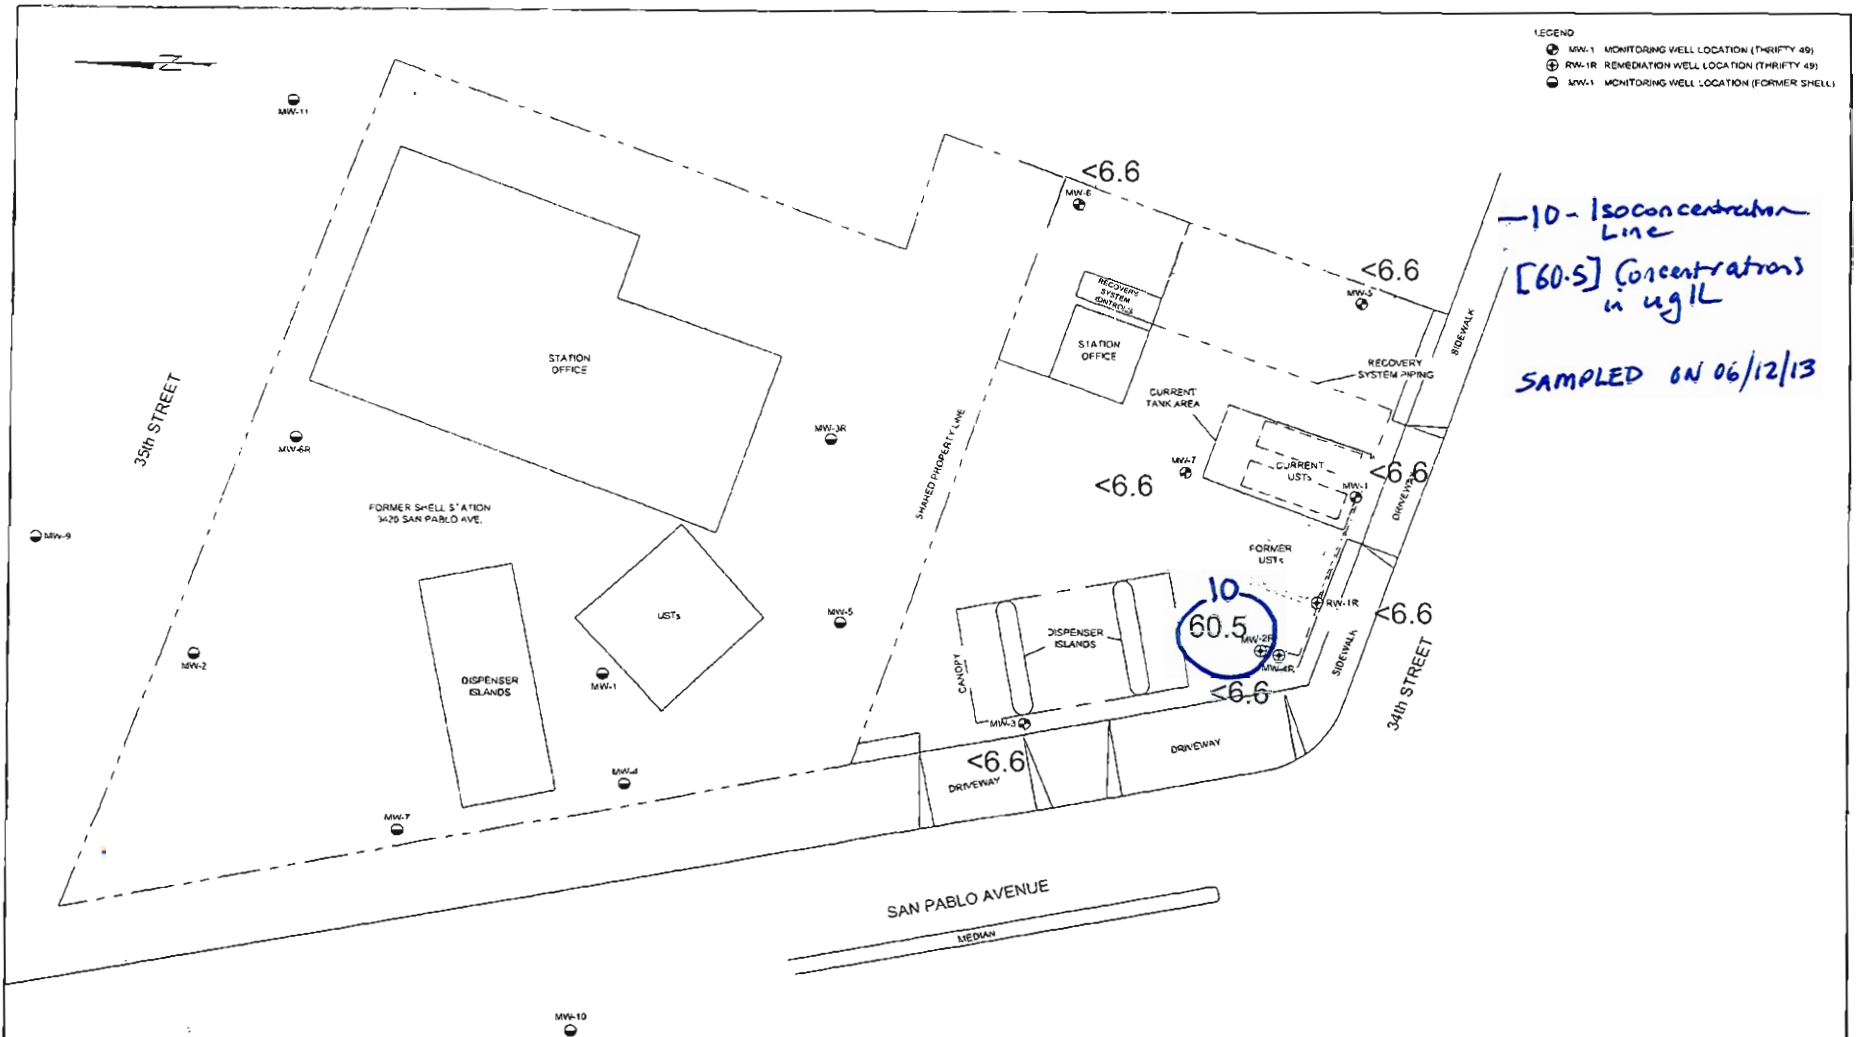 LEGEND
MW-1 MONITORING WELL LOCATION (THRIFTY 49)
RW-1R REMEDIATION WELL LOCATION (THRIFTY 49)
MW-1 MONITORING WELL LOCATION (FORMER SHELL)
Z
MW-11
<6.6
MW-6
—10- Isoconcentration
Line
[60.5] Concentrations
in ug/L
SAMPLED ON 06/12/13
<6.6
MW-5
RECOVERY
SYSTEM
CONTROLS
STATION
OFFICE
SIDEWALK
RECOVERY
SYSTEM PIPING
STATION
OFFICE
35th STREET
CURRENT
TANK AREA
MW-6R
MW-3R
SHARED PROPERTY LINE
MW-7
<6.6
CURRENT
USTs
<6.6
MW-1
DRIVEWAY
FORMER SHELL STATION
3420 SAN PABLO AVE.
MW-9
FORMER
USTs
10
60.5
MW-2R
MW-4R
RW-1R
<6.6
<6.6
USTs
MW-5
DISPENSER
ISLANDS
CANOPY
SIDEWALK
34th STREET
MW-2
DISPENSER
ISLANDS
MW-1
MW-3
<6.6
DRIVEWAY
DRIVEWAY
MW-4
MW-7
SAN PABLO AVENUE
MEDIAN
MW-10